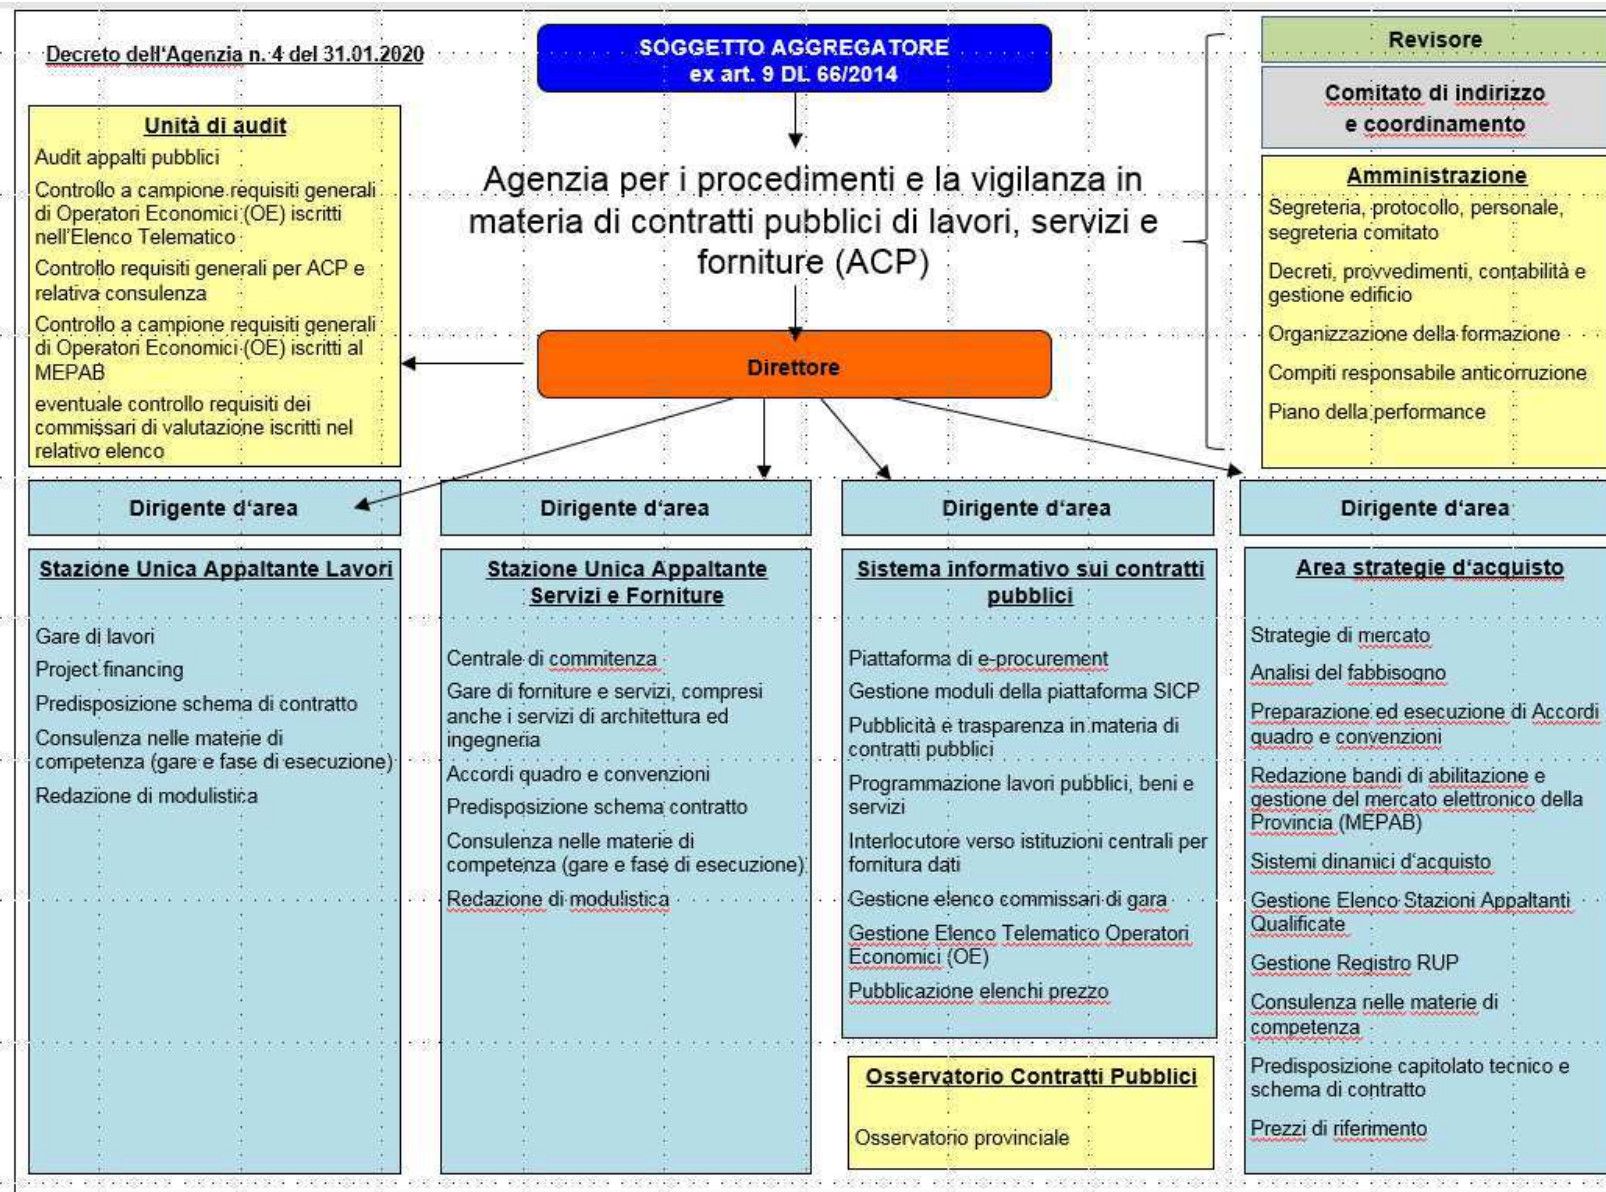 Decreto dell'Agenzia n. 4 del 31.01.2020
SOGGETTO AGGREGATORE
ex art. 9 DL 66/2014
Revisore
Comitato di indirizzo
e coordinamento
Unità di audit
Audit appalti pubblici
Controllo a campione requisiti generali
di Operatori Economici (OE) iscritti
nell'Elenco Telematico
Controllo requisiti generali per ACP e
relativa consulenza
Controllo a campione requisiti generali
di Operatori Economici (OE) iscritti al
MEPAB
eventuale controllo requisiti dei
commissari di valutazione iscritti nel
relativo elenco
Agenzia per i procedimenti e la vigilanza in
materia di contratti pubblici di lavori, servizi e
forniture (ACP)
Direttore
Amministrazione
Segreteria, protocollo, personale,
segreteria comitato
Decreti, provvedimenti, contabilità e
gestione edificio
Organizzazione della formazione
Compiti responsabile anticorruzione
Piano della performance
Dirigente d'area
Dirigente d'area
Dirigente d'area
Dirigente d'area
Stazione Unica Appaltante Lavori
Gare di lavori
Project financing
Predisposizione schema di contratto
Consulenza nelle materie di
competenza (gare e fase di esecuzione)
Redazione di modulistica
Stazione Unica Appaltante
Servizi e Forniture
Centrale di commitenza
Gare di forniture e servizi, compresi
anche i servizi di architettura ed
ingegneria
Accordi quadro e convenzioni
Predisposizione schema contratto
Consulenza nelle materie di
competenza (gare e fase di esecuzione)
Redazione di modulistica
Sistema informativo sui contratti
pubblici
Piattaforma di e-procurement
Gestione moduli della piattaforma SICP
Pubblicità e trasparenza in materia di
contratti pubblici
Programmazione lavori pubblici, beni e
servizi
Interlocutore verso istituzioni centrali per
fornitura dati
Gestione elenco commissari di gara
Gestione Elenco Telematico Operatori
Economici (OE)
Pubblicazione elenchi prezzo
Osservatorio Contratti Pubblici
Osservatorio provinciale
Area strategie d'acquisto
Strategie di mercato
Analisi del fabbisogno
Preparazione ed esecuzione di Accordi
quadro e convenzioni
Redazione bandi di abilitazione e
gestione del mercato elettronico della
Provincia (MEPAB)
Sistemi dinamici d'acquisto
Gestione Elenco Stazioni Appaltanti
Qualificate
Gestione Registro RUP
Consulenza nelle materie di
competenza
Predisposizione capitolato tecnico e
schema di contratto
Prezzi di riferimento